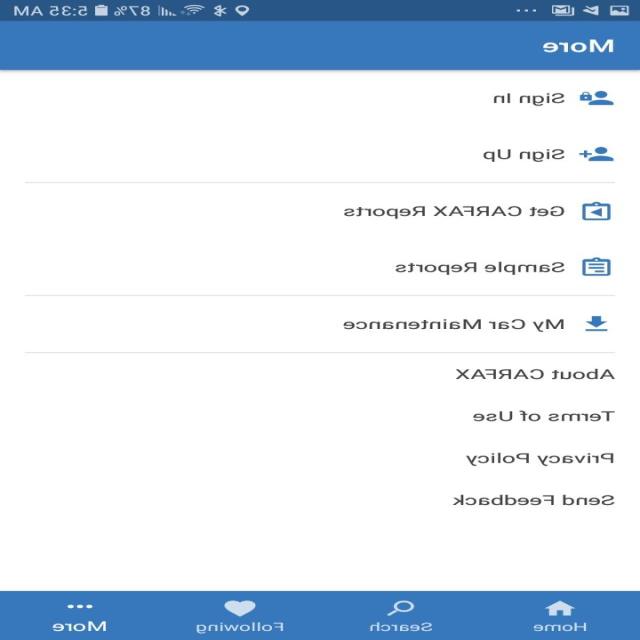 87% 5:35 AM
More
Sign In
Sign Up
Get CARFAX Reports
Sample Reports
My Car Maintenance
About CARFAX
Terms of Use
Privacy Policy
Send Feedback
Home Search Following More